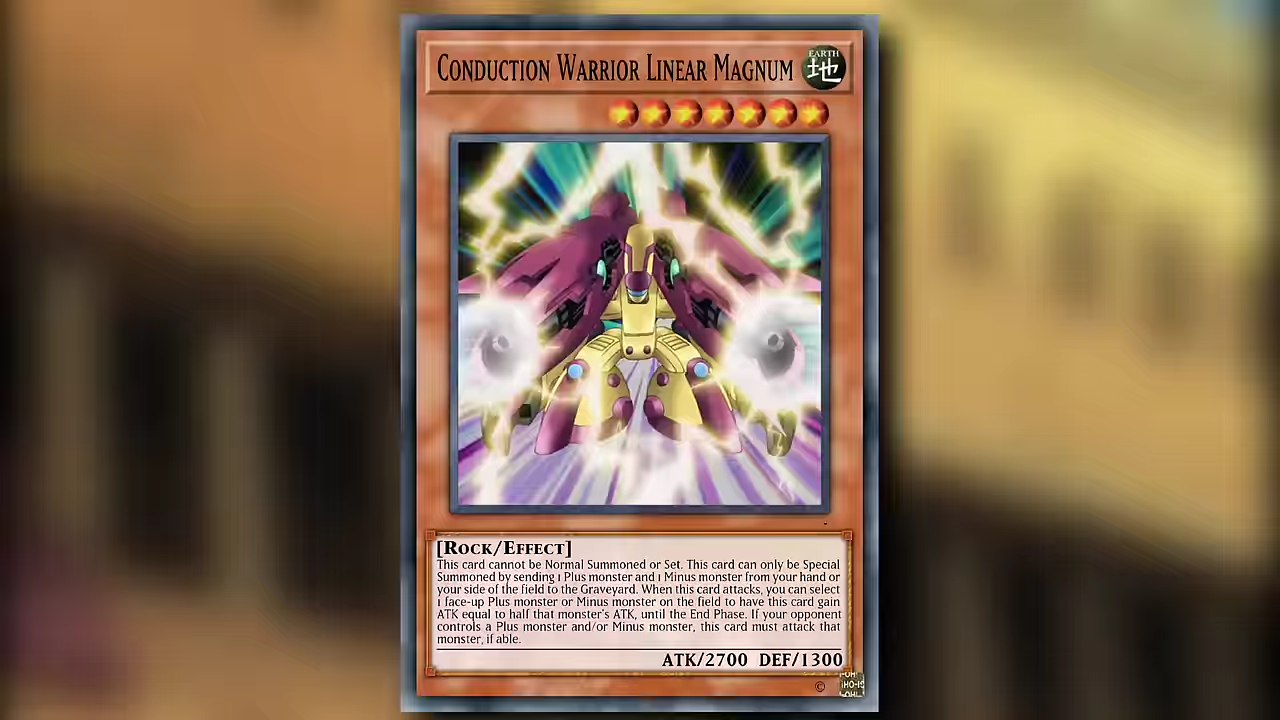 CONDUCTION WARRIOR LINEAR MAGNUM
EARTH
地
[ROCK/EFFECT]
This card cannot be Normal Summoned or Set. This card can only be Special
Summoned by sending 1 Plus monster and 1 Minus monster from your hand or
your side of the field to the Graveyard. When this card attacks, you can select
1 face-up Plus monster or Minus monster on the field to have this card gain
ATK equal to half that monster's ATK, until the End Phase. If your opponent
controls a Plus monster and/or Minus monster, this card must attack that
monster, if able.
ATK/2700 DEF/1300
©